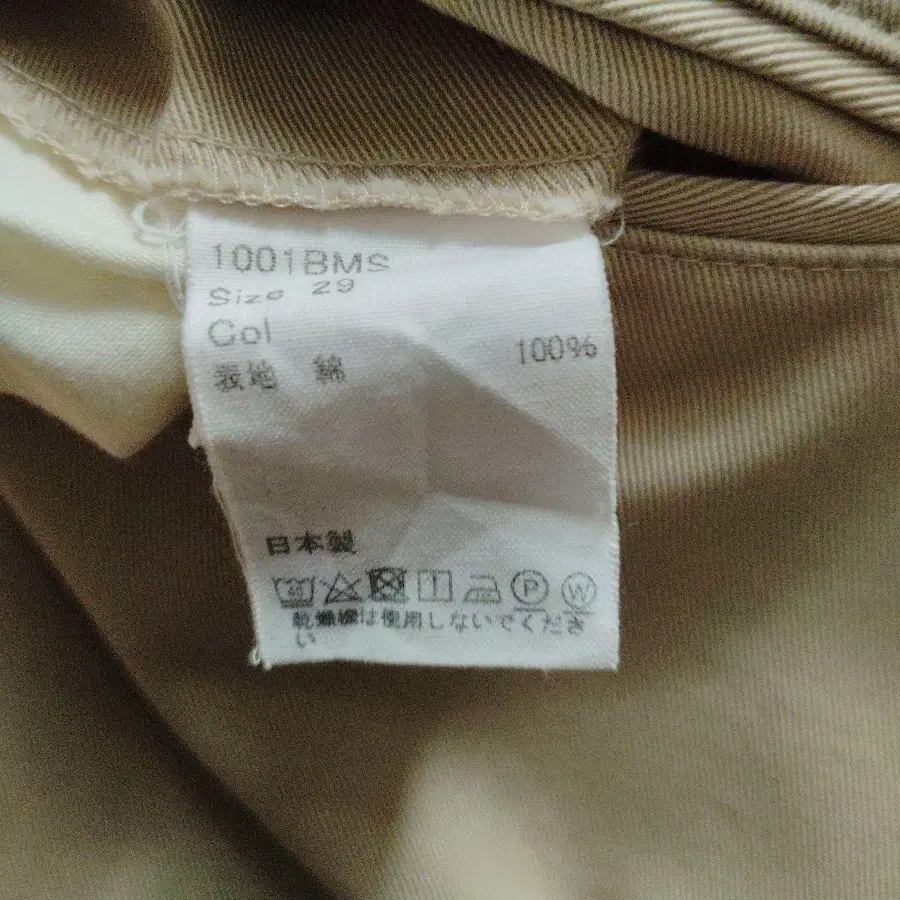 1001BMS
Size 29
Col
表地 綿 100%
日本製
40 P W
乾燥機は使用しないでくださ
い